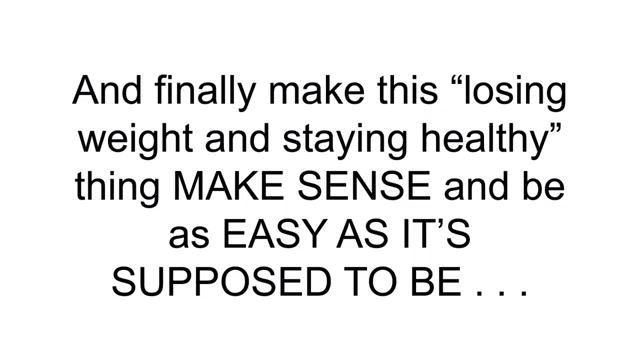 And finally make this “losing
weight and staying healthy”
thing MAKE SENSE and be
as EASY AS IT’S
SUPPOSED TO BE . . .